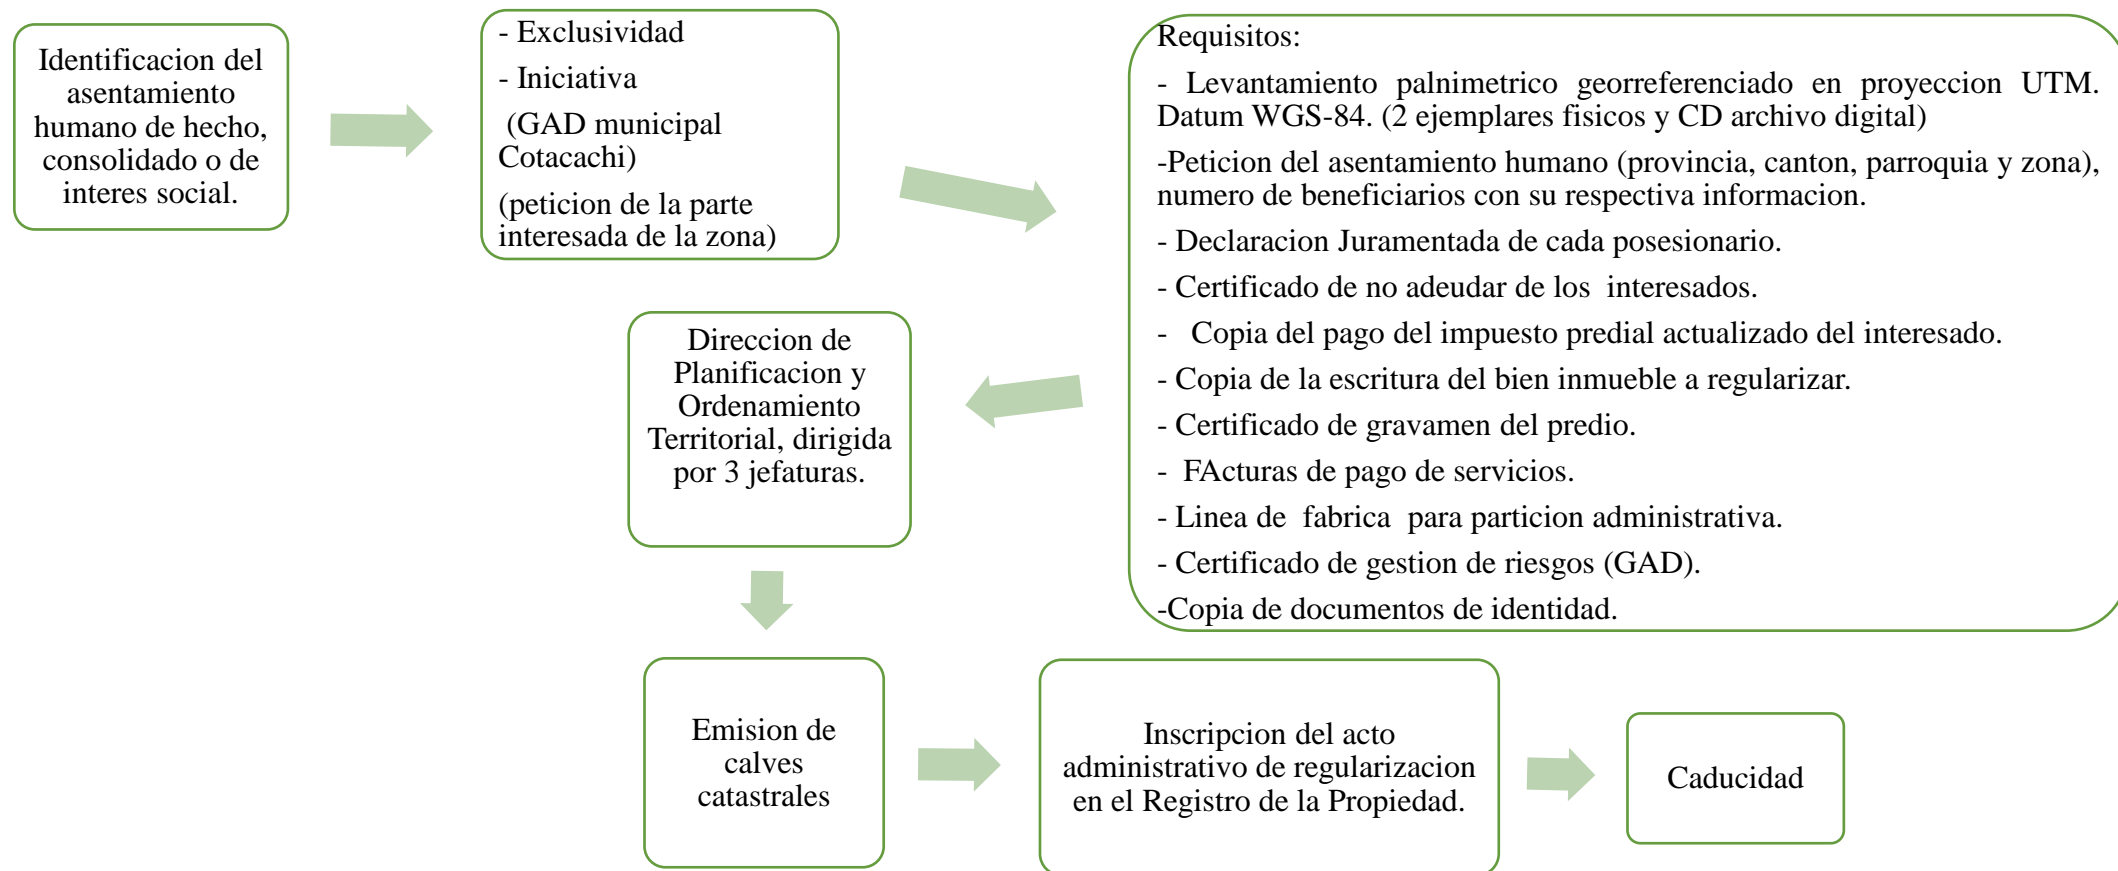 Identificacion del
asentamiento
humano de hecho,
consolidado o de
interes social.
- Exclusividad
- Iniciativa
(GAD municipal
Cotacachi)
(peticion de la parte
interesada de la zona)
Requisitos:
- Levantamiento palnimetrico georreferenciado en proyeccion UTM.
Datum WGS-84. (2 ejemplares fisicos y CD archivo digital)
-Peticion del asentamiento humano (provincia, canton, parroquia y zona),
numero de beneficiarios con su respectiva informacion.
- Declaracion Juramentada de cada posesionario.
- Certificado de no adeudar de los interesados.
- Copia del pago del impuesto predial actualizado del interesado.
- Copia de la escritura del bien inmueble a regularizar.
- Certificado de gravamen del predio.
- FActuras de pago de servicios.
- Linea de fabrica para particion administrativa.
- Certificado de gestion de riesgos (GAD).
-Copia de documentos de identidad.
Direccion de
Planificacion y
Ordenamiento
Territorial, dirigida
por 3 jefaturas.
Emision de
calves
catastrales
Inscripcion del acto
administrativo de regularizacion
en el Registro de la Propiedad.
Caducidad